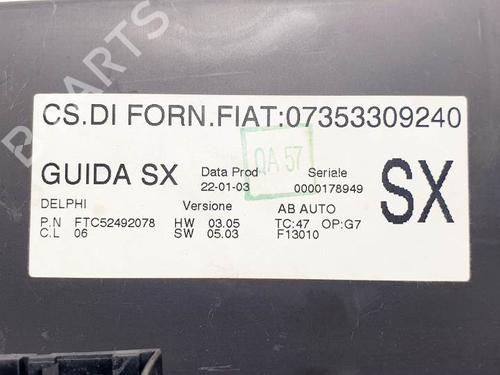 CS.DI FORN.FIAT:07353309240
GUIDA SX
Data Prod
22-01-03
Seriale
0000178949
QA 57
SX
DELPHI
Versione
AB AUTO
P.N FTC52492078 HW 03.05 TC:47 OP:G7
C.L 06 SW 05.03 F13010
PARTS